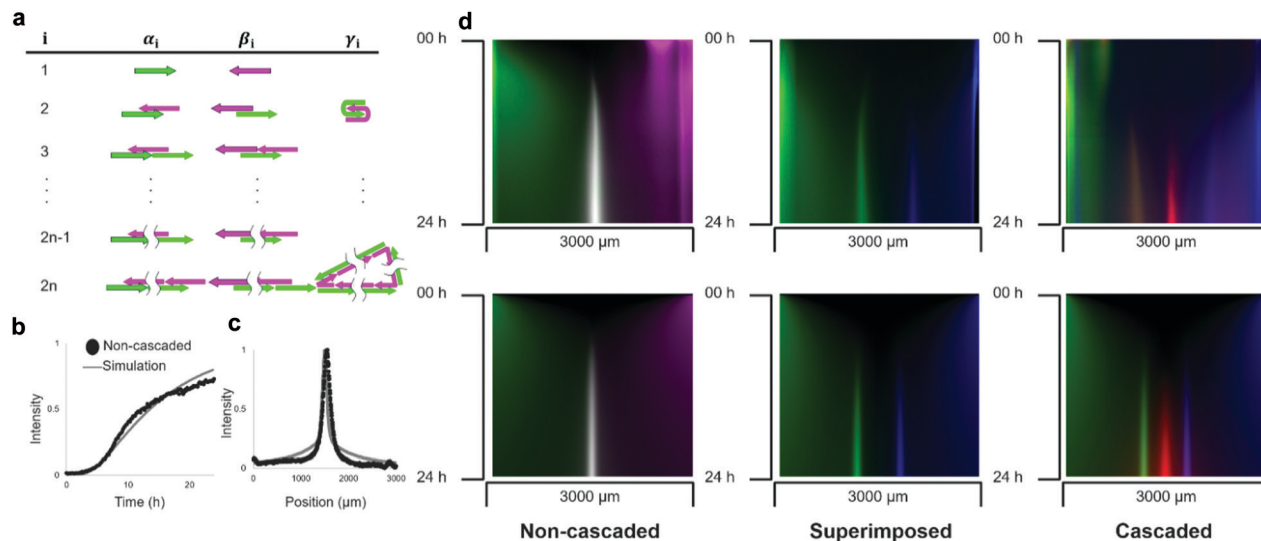 a
i αᵢ βᵢ γᵢ
1
2
3
2n-1
2n
b
Non-cascaded
Simulation
1
0.5
0
Intensity
0 10 20
Time (h)
c
1
0.5
0
Intensity
0 1000 2000 3000
Position (µm)
d
00 h
24 h
3000 µm
00 h
24 h
3000 µm
00 h
24 h
3000 µm
00 h
24 h
3000 µm
00 h
24 h
3000 µm
00 h
24 h
3000 µm
Non-cascaded
Superimposed
Cascaded